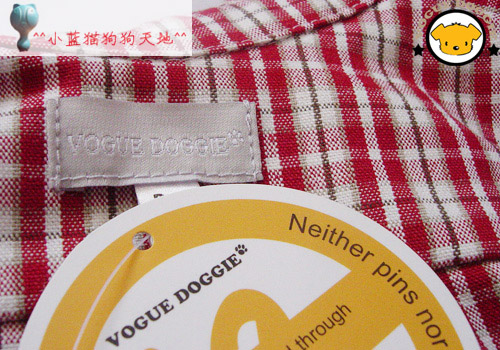 ^^小蓝猫狗狗天地^^
VOGUE DOGGIE
VOGUE DOGGIE
Neither pins nor
through